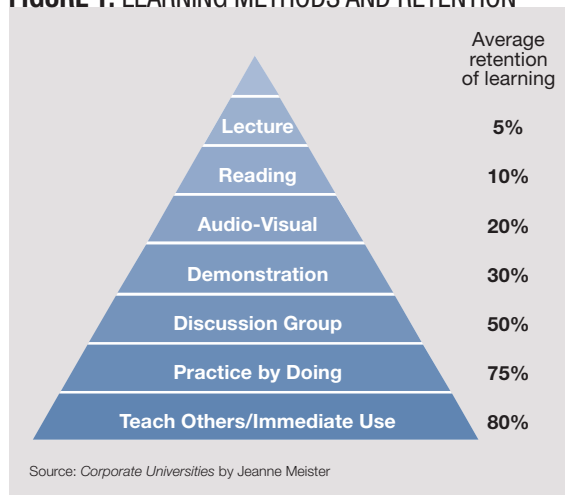 FIGURE 1. LEARNING METHODS AND RETENTION
Average
retention
of learning
Lecture 5%
Reading 10%
Audio-Visual 20%
Demonstration 30%
Discussion Group 50%
Practice by Doing 75%
Teach Others/Immediate Use 80%
Source: Corporate Universities by Jeanne Meister